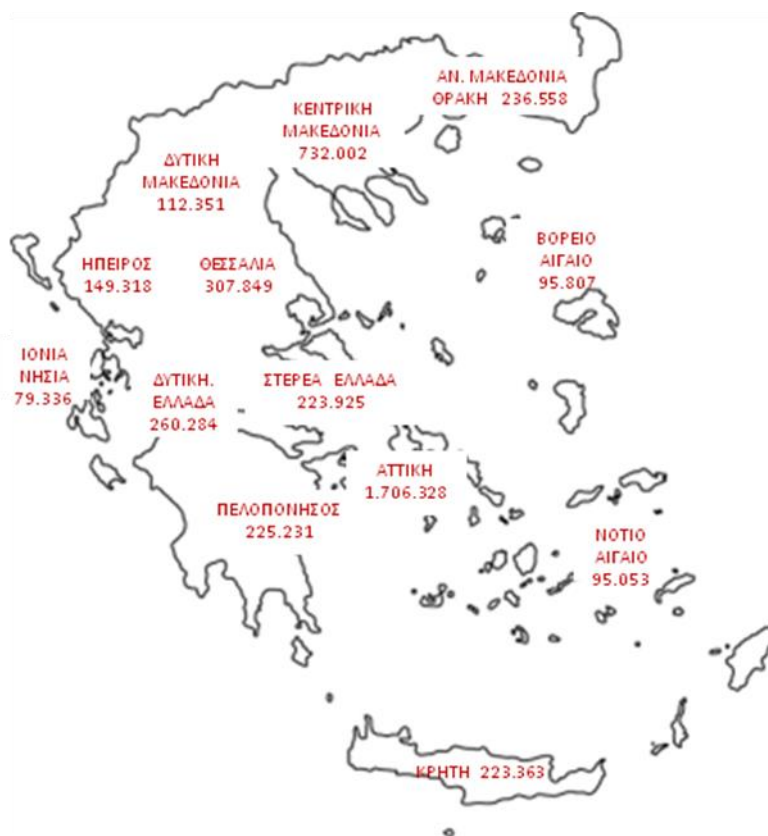 ΑΝ. ΜΑΚΕΔΟΝΙΑ
ΘΡΑΚΗ 236.558
ΚΕΝΤΡΙΚΗ
ΜΑΚΕΔΟΝΙΑ
732.002
ΔΥΤΙΚΗ
ΜΑΚΕΔΟΝΙΑ
112.351
ΒΟΡΕΙΟ
ΑΙΓΑΙΟ
95.807
ΗΠΕΙΡΟΣ
149.318
ΘΕΣΣΑΛΙΑ
307.849
ΙΟΝΙΑ
ΝΗΣΙΑ
79.336
ΔΥΤΙΚΗ.
ΕΛΛΑΔΑ
260.284
ΣΤΕΡΕΑ ΕΛΛΑΔΑ
223.925
ΑΤΤΙΚΗ
1.706.328
ΠΕΛΟΠΟΝΗΣΟΣ
225.231
ΝΟΤΙΟ
ΑΙΓΑΙΟ
95.053
ΚΡΗΤΗ 223.363